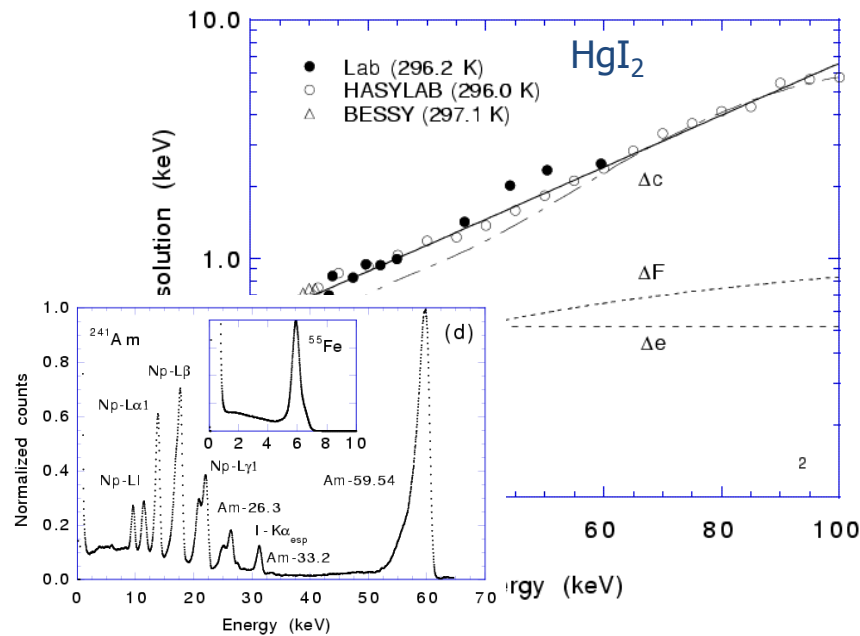 10.0
HgI2
Lab (296.2 K)
HASYLAB (296.0 K)
BESSY (297.1 K)
solution (keV)
Δc
1.0
ΔF
Δe
2
60
80
100
rgy (keV)
1.0
0.8
0.6
0.4
0.2
0.0
Normalized counts
241Am
(d)
55Fe
Np-Lβ
Np-Lα1
0 2 4 6 8 10
Np-Lγ1
Am-59.54
Np-Ll
Am-26.3
I-Kαesp
Am-33.2
0 10 20 30 40 50 60 70
Energy (keV)